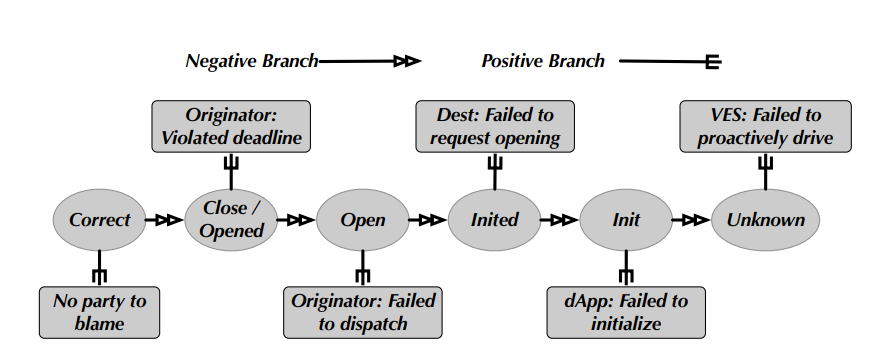 Negative Branch
Positive Branch
Originator:
Violated deadline
Dest: Failed to
request opening
VES: Failed to
proactively drive
Correct
Close /
Opened
Open
Inited
Init
Unknown
No party to
blame
Originator: Failed
to dispatch
dApp: Failed to
initialize